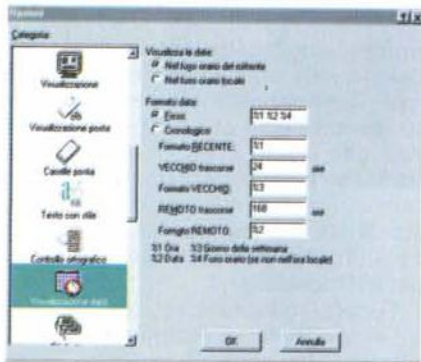 Opzioni
Categoria:
Visualizzazione
Visualizzazione posta
Caselle posta
Testo con stile
Controllo ortografico
Visualizzazione data
Visualizza le date:
Nel fuso orario del mittente
Nel fuso orario locale
Formato data:
Fisso %1 %2 %4
Cronologico
Formato RECENTE: %1
VECCHIO trascorse 24 ore
Formato VECCHIO: %3
REMOTO trascorse 168 ore
Formato REMOTO: %2
%1 Ora %3 Giorno della settimana
%2 Data %4 Fuso orario (se non nell'ora locale)
OK Annulla